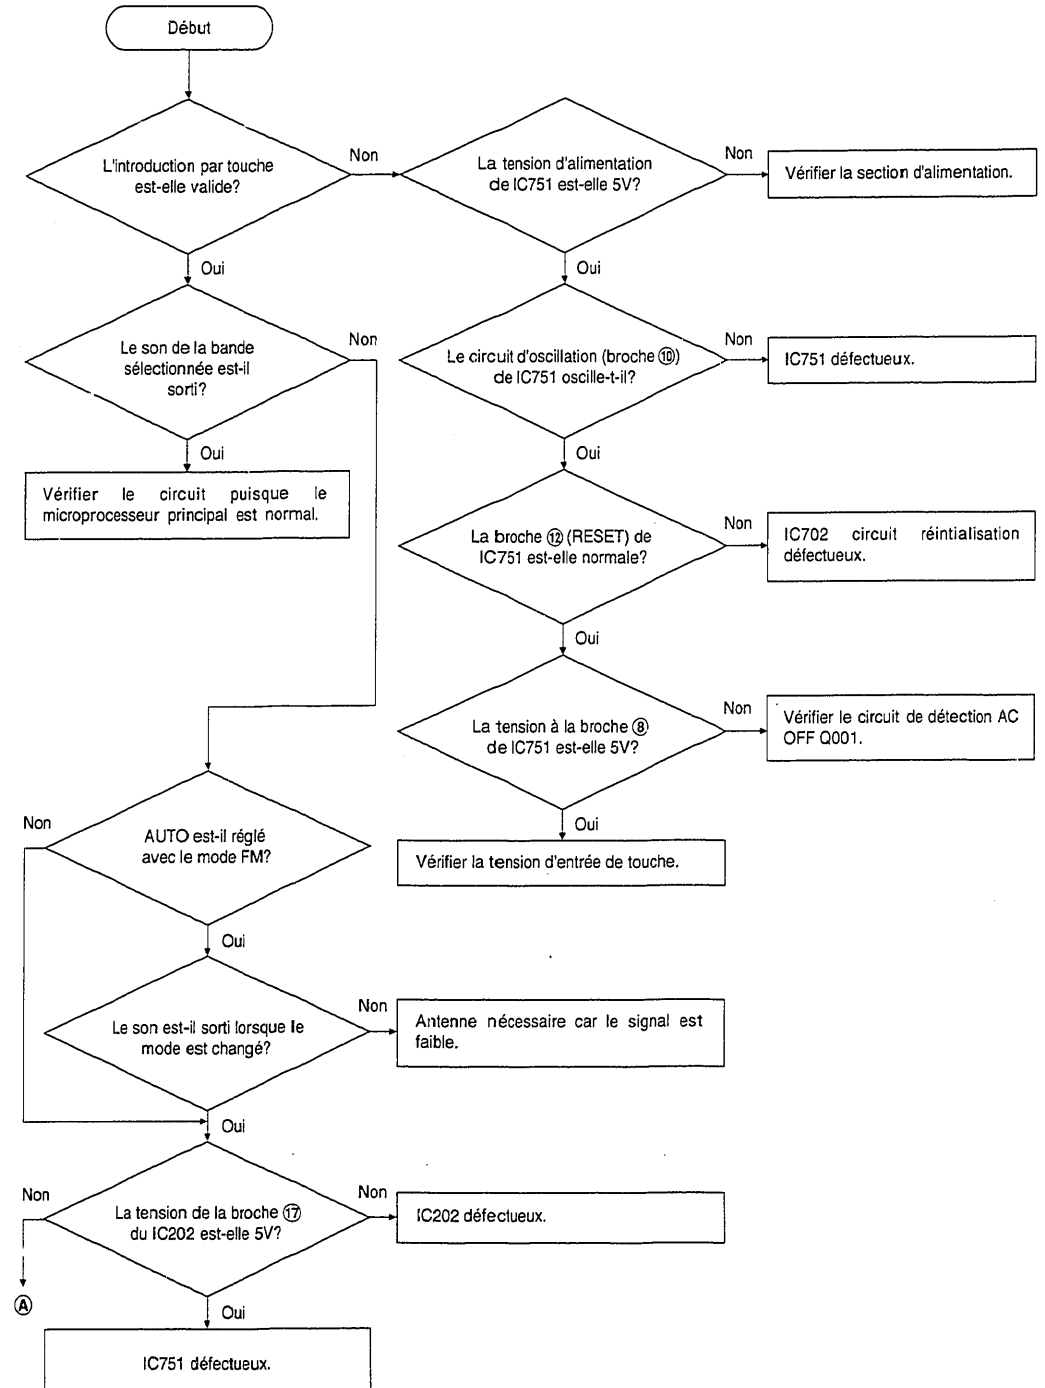 Début
L'introduction par touche
est-elle valide?
Non
La tension d'alimentation
de IC751 est-elle 5V?
Non
Vérifier la section d'alimentation.
Oui
Oui
Le son de la bande
sélectionnée est-il
sorti?
Non
Le circuit d'oscillation (broche ⑩)
de IC751 oscille-t-il?
Non
IC751 défectueux.
Oui
Oui
Vérifier le circuit puisque le
microprocesseur principal est normal.
La broche ⑫ (RESET) de
IC751 est-elle normale?
Non
IC702 circuit réintialisation
défectueux.
Oui
La tension à la broche ⑧
de IC751 est-elle 5V?
Non
Vérifier le circuit de détection AC
OFF Q001.
Oui
Vérifier la tension d'entrée de touche.
Non
AUTO est-il réglé
avec le mode FM?
Oui
Le son est-il sorti lorsque le
mode est changé?
Non
Antenne nécessaire car le signal est
faible.
Oui
Non
La tension de la broche ⑰
du IC202 est-elle 5V?
Non
IC202 défectueux.
Ⓐ
Oui
IC751 défectueux.